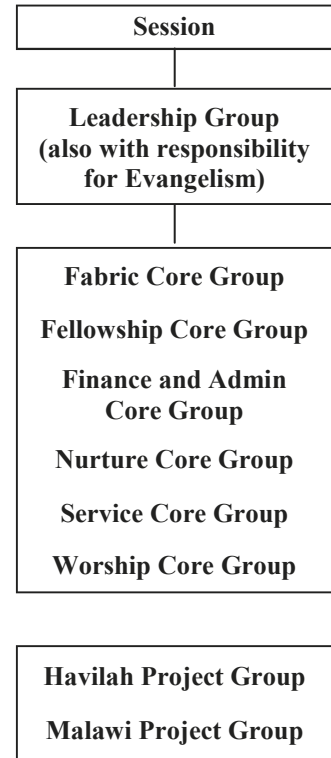 Session
Leadership Group
(also with responsibility
for Evangelism)
Fabric Core Group
Fellowship Core Group
Finance and Admin
Core Group
Nurture Core Group
Service Core Group
Worship Core Group
Havilah Project Group
Malawi Project Group